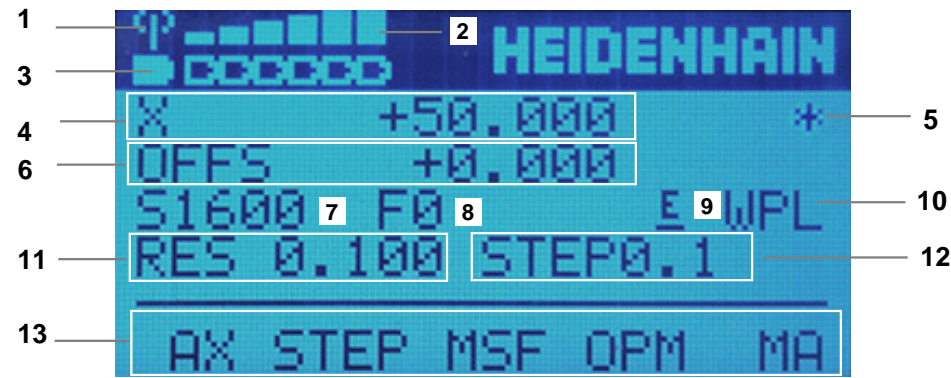 1 2 HEIDENHAIN
3
4 X +50.000 * 5
6 OFFS +0.000
S1600 7 F0 8 E 9 WPL 10
11 RES 0.100 STEP0.1 12
13 AX STEP MSF OPM MA